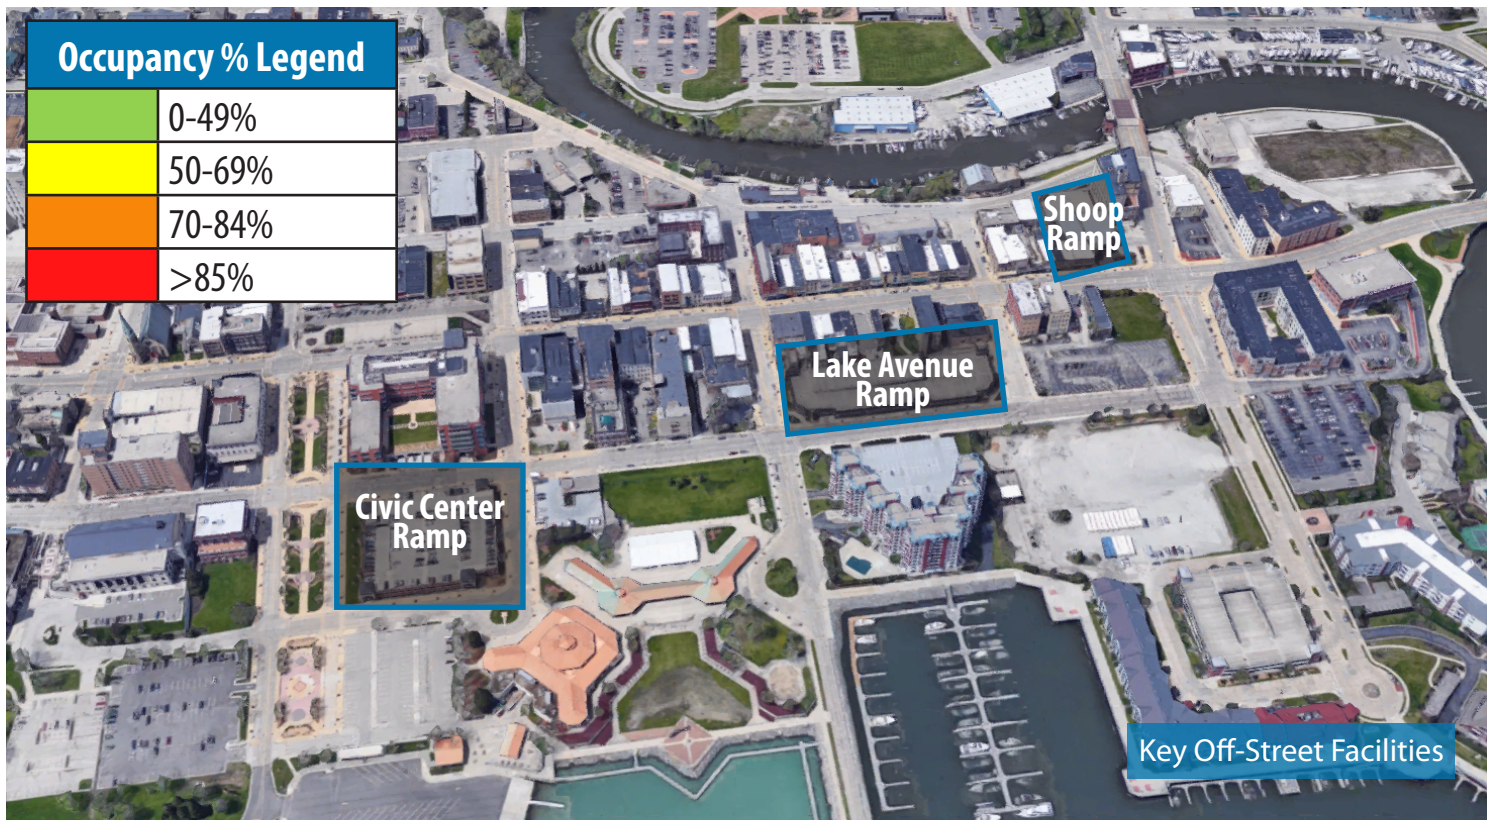 Occupancy % Legend
0-49%
50-69%
70-84%
>85%
Shoop
Ramp
Lake Avenue
Ramp
Civic Center
Ramp
Key Off-Street Facilities